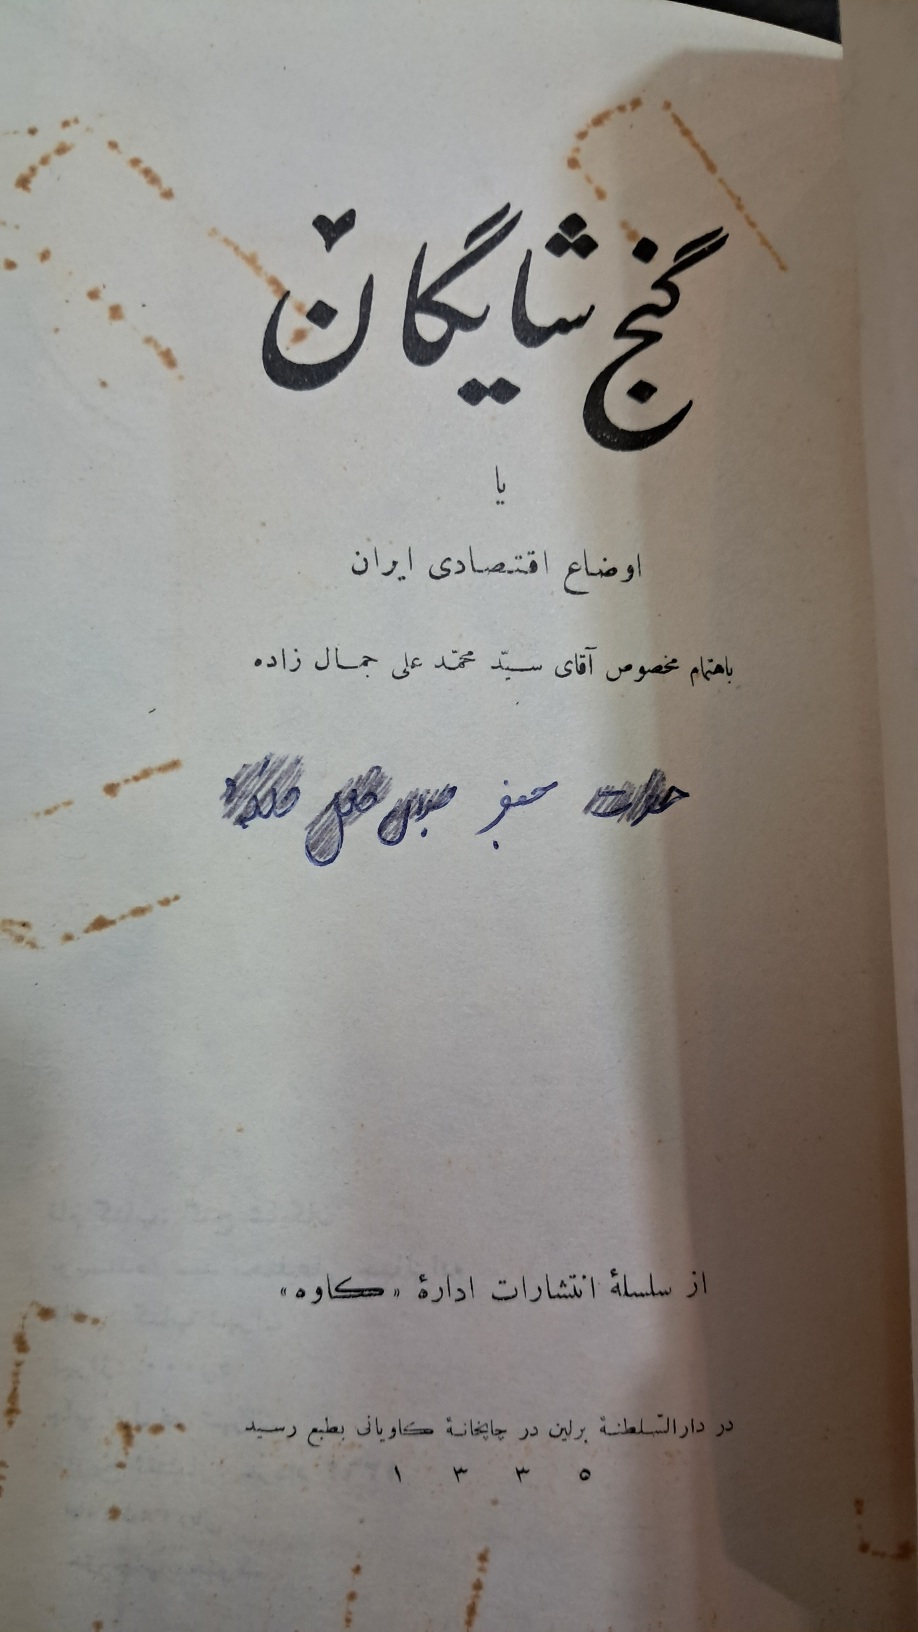 گنج شایگان
یا
اوضاع اقتصادی ایران
باهتمام مخصوص آقای سیّد محمّد علی جمال زاده
از سلسلهٔ انتشارات ادارهٔ «کاوه»
در دارالسّلطنهٔ برلین در چاپخانهٔ کاویانی بطبع رسید
۱۳۳۵